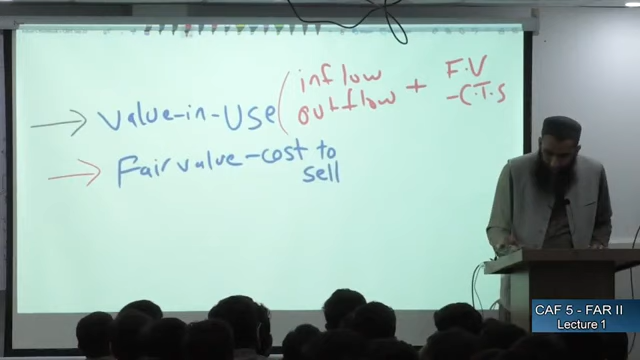 → Value-in-Use ( inflow outflow + F.V - C.T.S
→ Fair value - cost to sell
CAF 5 - FAR II
Lecture 1